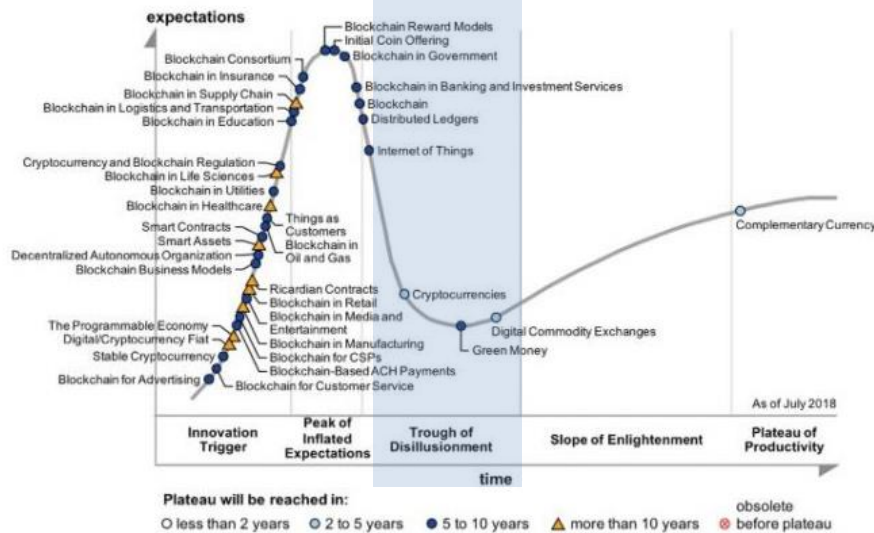 expectations
Blockchain Reward Models
Initial Coin Offering
Blockchain in Government
Blockchain Consortium
Blockchain in Insurance
Blockchain in Supply Chain
Blockchain in Logistics and Transportation
Blockchain in Education
Blockchain in Banking and Investment Services
Blockchain
Distributed Ledgers
Internet of Things
Cryptocurrency and Blockchain Regulation
Blockchain in Life Sciences
Blockchain in Utilities
Blockchain in Healthcare
Things as
Customers
Smart Contracts
Smart Assets
Blockchain in
Oil and Gas
Decentralized Autonomous Organization
Blockchain Business Models
Ricardian Contracts
Blockchain in Retail
Blockchain in Media and
Entertainment
The Programmable Economy
Digital/Cryptocurrency Fiat
Blockchain in Manufacturing
Stable Cryptocurrency
Blockchain for CSPs
Blockchain-Based ACH Payments
Blockchain for Advertising
Blockchain for Customer Service
Cryptocurrencies
Digital Commodity Exchanges
Green Money
Complementary Currency
As of July 2018
Innovation
Trigger
Peak of
Inflated
Expectations
Trough of
Disillusionment
Slope of Enlightenment
Plateau of
Productivity
time
Plateau will be reached in:
less than 2 years
2 to 5 years
5 to 10 years
more than 10 years
obsolete
before plateau